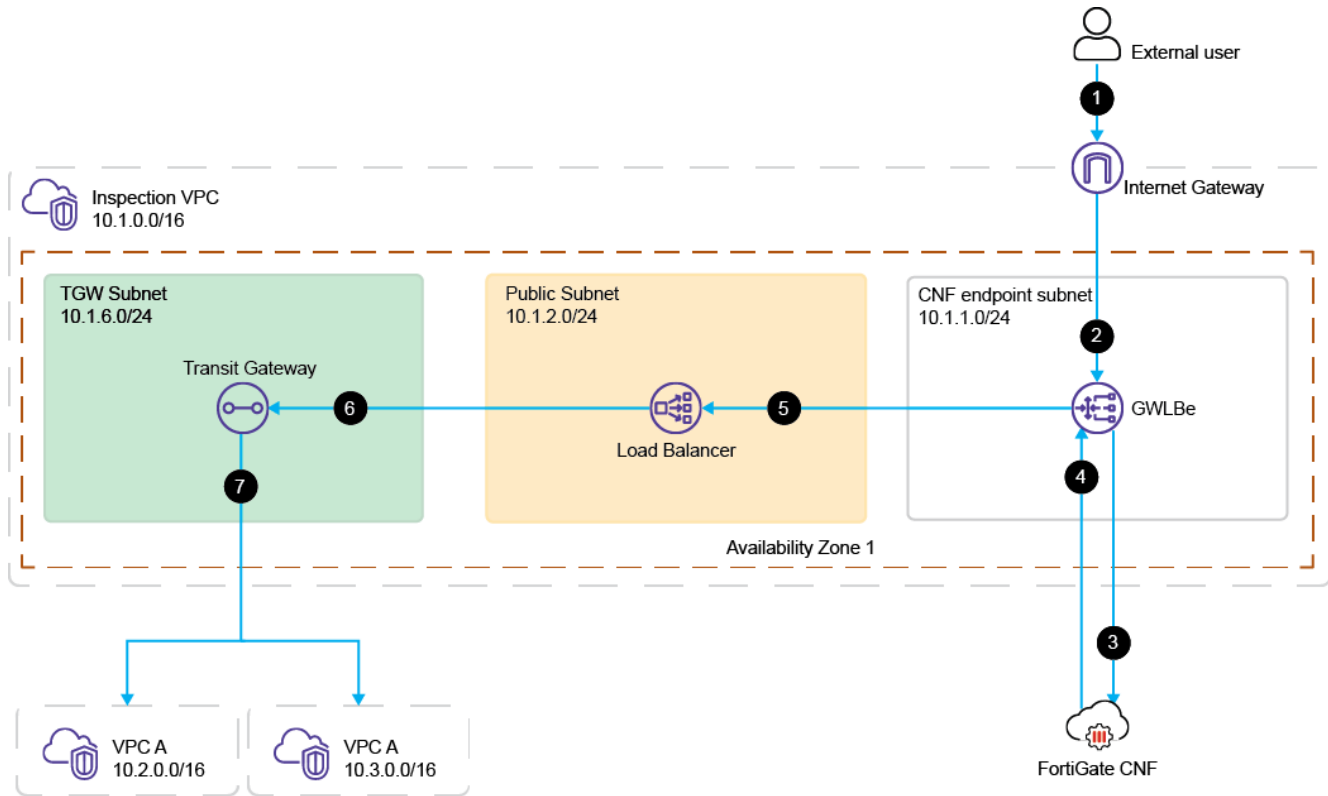 External user
1
Internet Gateway
Inspection VPC
10.1.0.0/16
TGW Subnet
10.1.6.0/24
Public Subnet
10.1.2.0/24
CNF endpoint subnet
10.1.1.0/24
2
Transit Gateway
6
5
GWLBe
Load Balancer
7
4
Availability Zone 1
3
VPC A
10.2.0.0/16
VPC A
10.3.0.0/16
FortiGate CNF